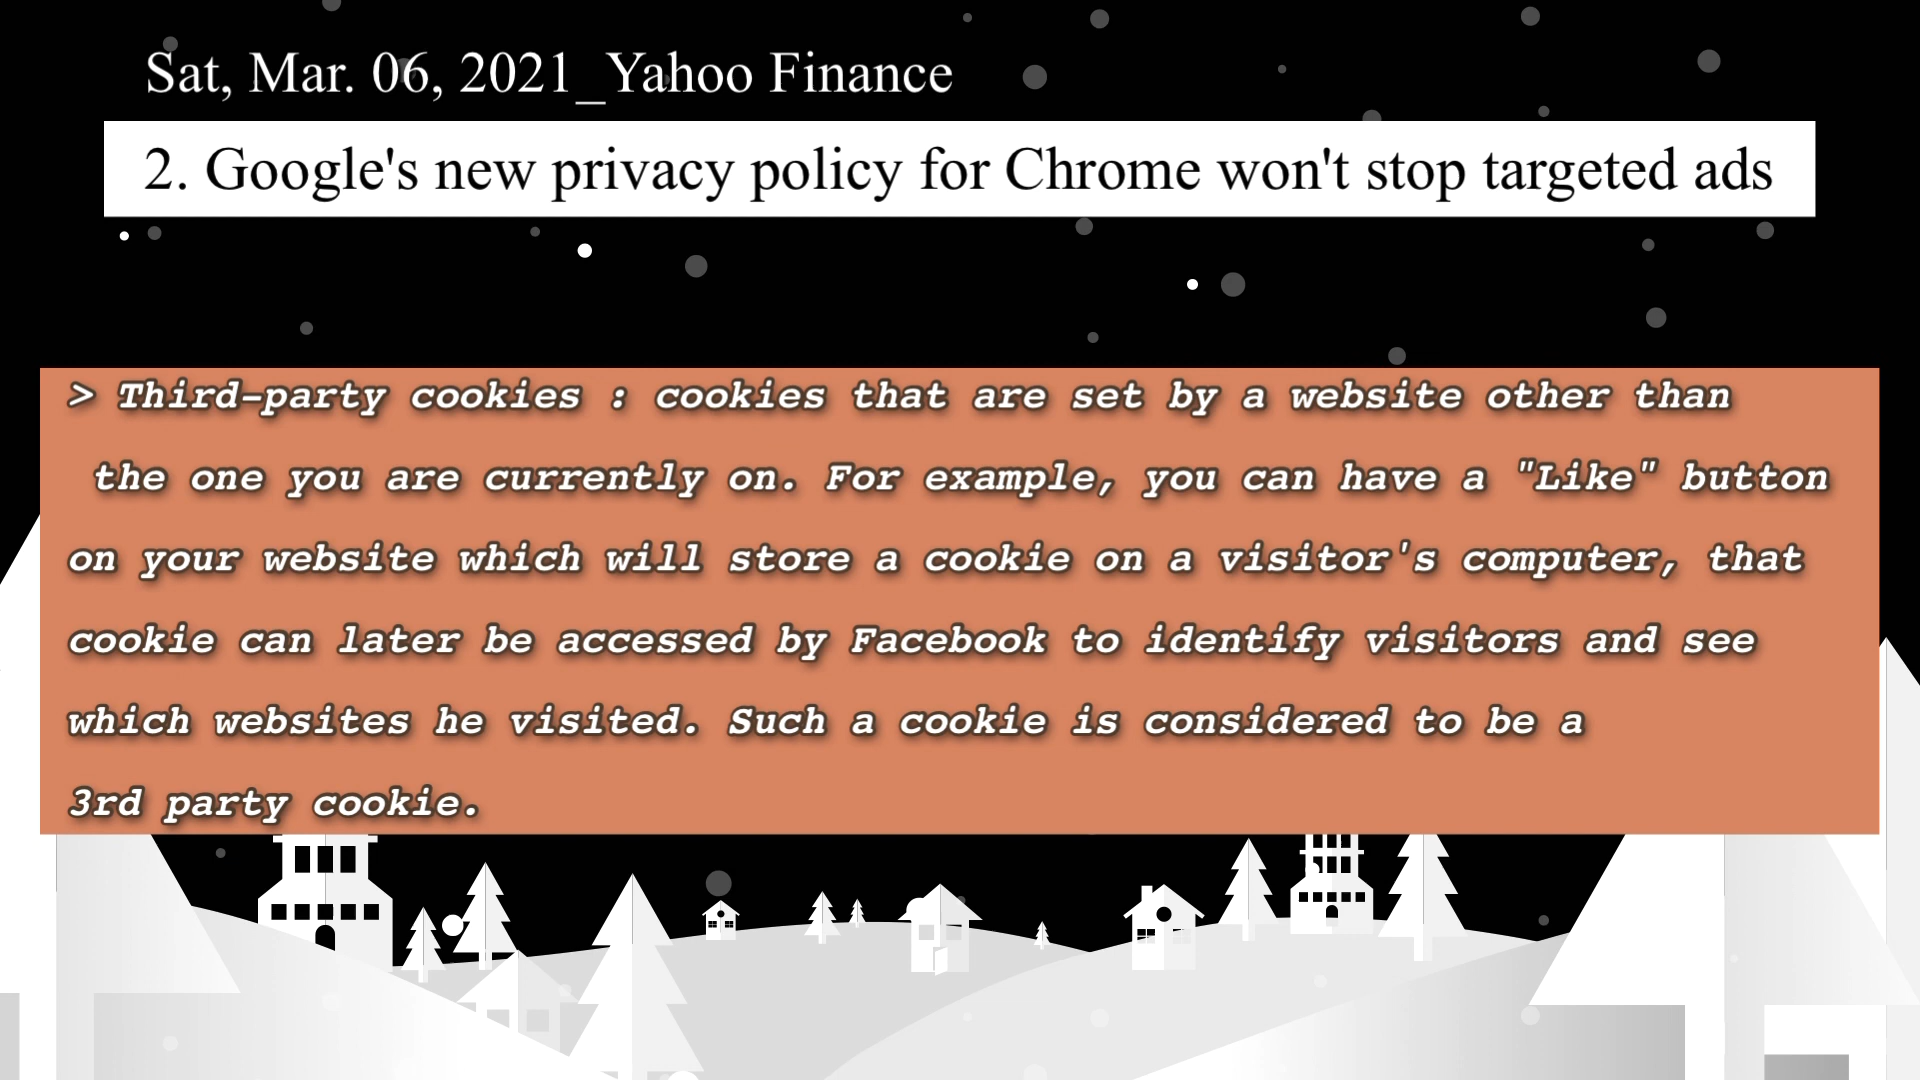 Sat, Mar. 06, 2021_Yahoo Finance
2. Google's new privacy policy for Chrome won't stop targeted ads
> Third-party cookies : cookies that are set by a website other than
the one you are currently on. For example, you can have a "Like" button
on your website which will store a cookie on a visitor's computer, that
cookie can later be accessed by Facebook to identify visitors and see
which websites he visited. Such a cookie is considered to be a
3rd party cookie.